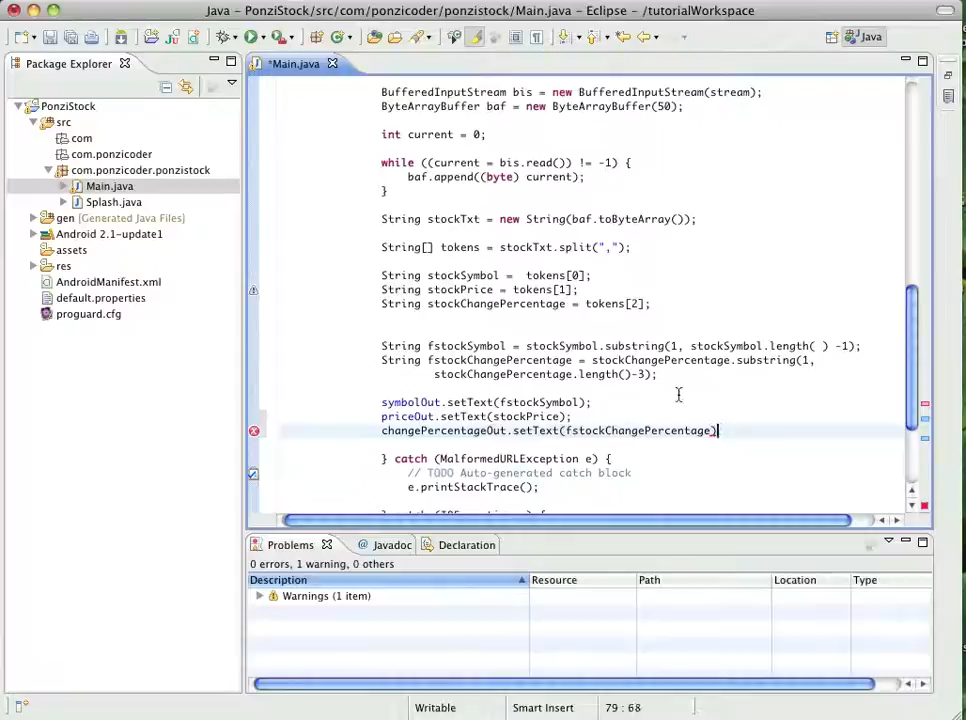 Java - PonziStock/src/com/ponzicoder/ponzistock/Main.java - Eclipse - /tutorialWorkspace
Java
Package Explorer
*Main.java
PonziStock
src
com
com.ponzicoder
com.ponzicoder.ponzistock
Main.java
Splash.java
gen [Generated Java Files]
Android 2.1-update1
assets
res
AndroidManifest.xml
default.properties
proguard.cfg
BufferedInputStream bis = new BufferedInputStream(stream);
ByteArrayBuffer baf = new ByteArrayBuffer(50);
int current = 0;
while ((current = bis.read()) != -1) {
baf.append((byte) current);
}
String stockTxt = new String(baf.toByteArray());
String[] tokens = stockTxt.split(",");
String stockSymbol =  tokens[0];
String stockPrice = tokens[1];
String stockChangePercentage = tokens[2];
String fstockSymbol = stockSymbol.substring(1, stockSymbol.length( ) -1);
String fstockChangePercentage = stockChangePercentage.substring(1,
stockChangePercentage.length()-3);
symbolOut.setText(fstockSymbol);
priceOut.setText(stockPrice);
changePercentageOut.setText(fstockChangePercentage)
} catch (MalformedURLException e) {
// TODO Auto-generated catch block
e.printStackTrace();
Problems
@ Javadoc
Declaration
0 errors, 1 warning, 0 others
Description
Resource
Path
Location
Type
Warnings (1 item)
Writable
Smart Insert
79 : 68